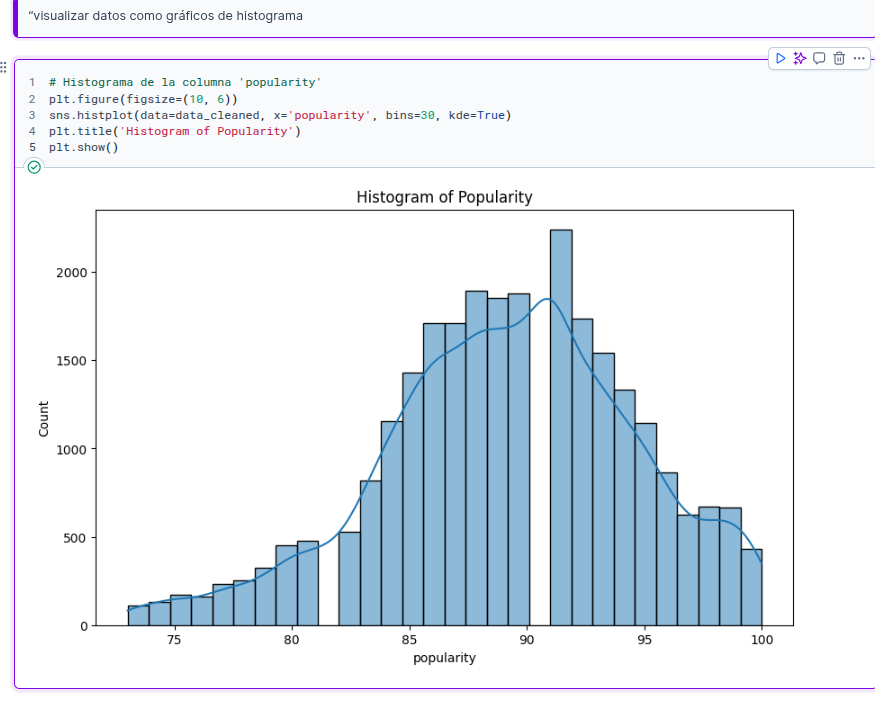 “visualizar datos como gráficos de histograma
1 # Histograma de la columna 'popularity'
2 plt.figure(figsize=(10, 6))
3 sns.histplot(data=data_cleaned, x='popularity', bins=30, kde=True)
4 plt.title('Histogram of Popularity')
5 plt.show()
Histogram of Popularity
2000
1500
1000
500
0
Count
75 80 85 90 95 100
popularity